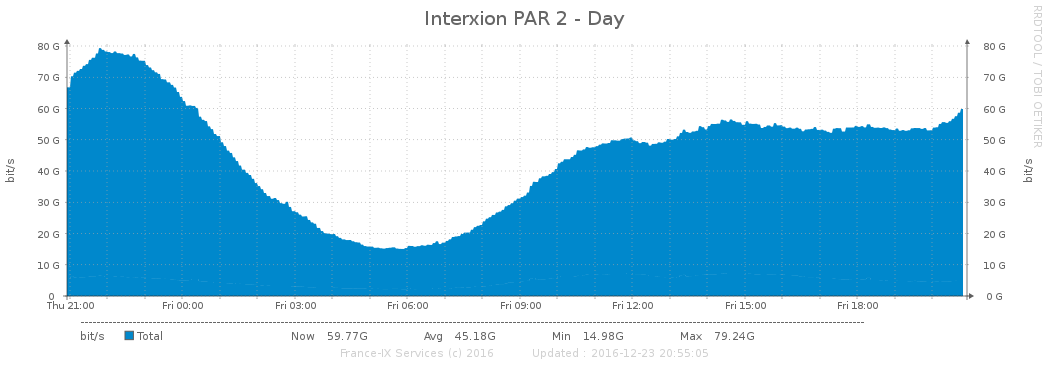 Interxion PAR 2 - Day
RRDTOOL / TOBI OETIKER
bit/s
80 G
70 G
60 G
50 G
40 G
30 G
20 G
10 G
0
80 G
70 G
60 G
50 G
40 G
30 G
20 G
10 G
0 G
bit/s
Thu 21:00 Fri 00:00 Fri 03:00 Fri 06:00 Fri 09:00 Fri 12:00 Fri 15:00 Fri 18:00
bit/s Total Now 59.77G Avg 45.18G Min 14.98G Max 79.24G
France-IX Services (c) 2016 Updated : 2016-12-23 20:55:05